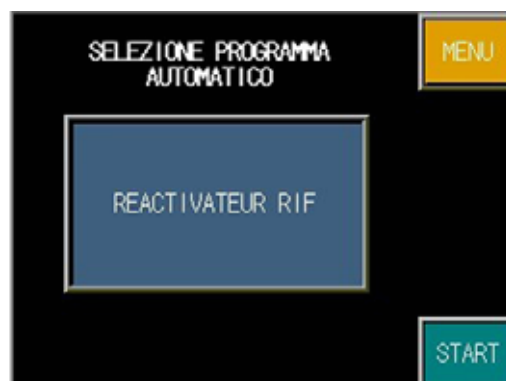 SELEZIONE PROGRAMMA
AUTOMATICO
MENU
REACTIVATEUR RIF
START